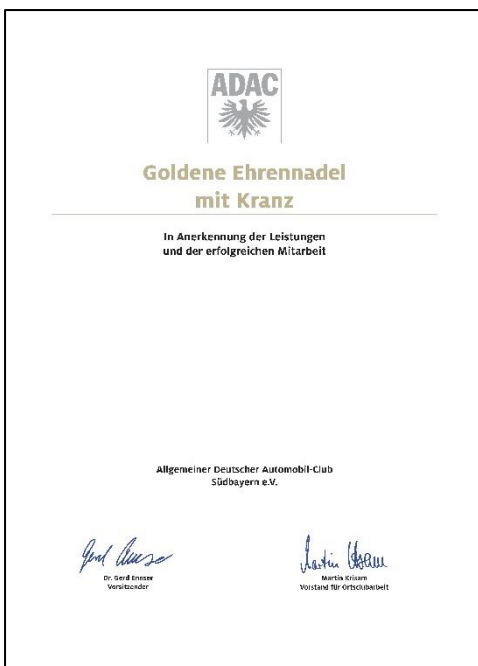 ADAC
Goldene Ehrennadel
mit Kranz
In Anerkennung der Leistungen
und der erfolgreichen Mitarbeit
Allgemeiner Deutscher Automobil-Club
Südbayern e.V.
Dr. Gerd Ennser
Vorsitzender
Martin Krisam
Vorstand für Ortsclubarbeit